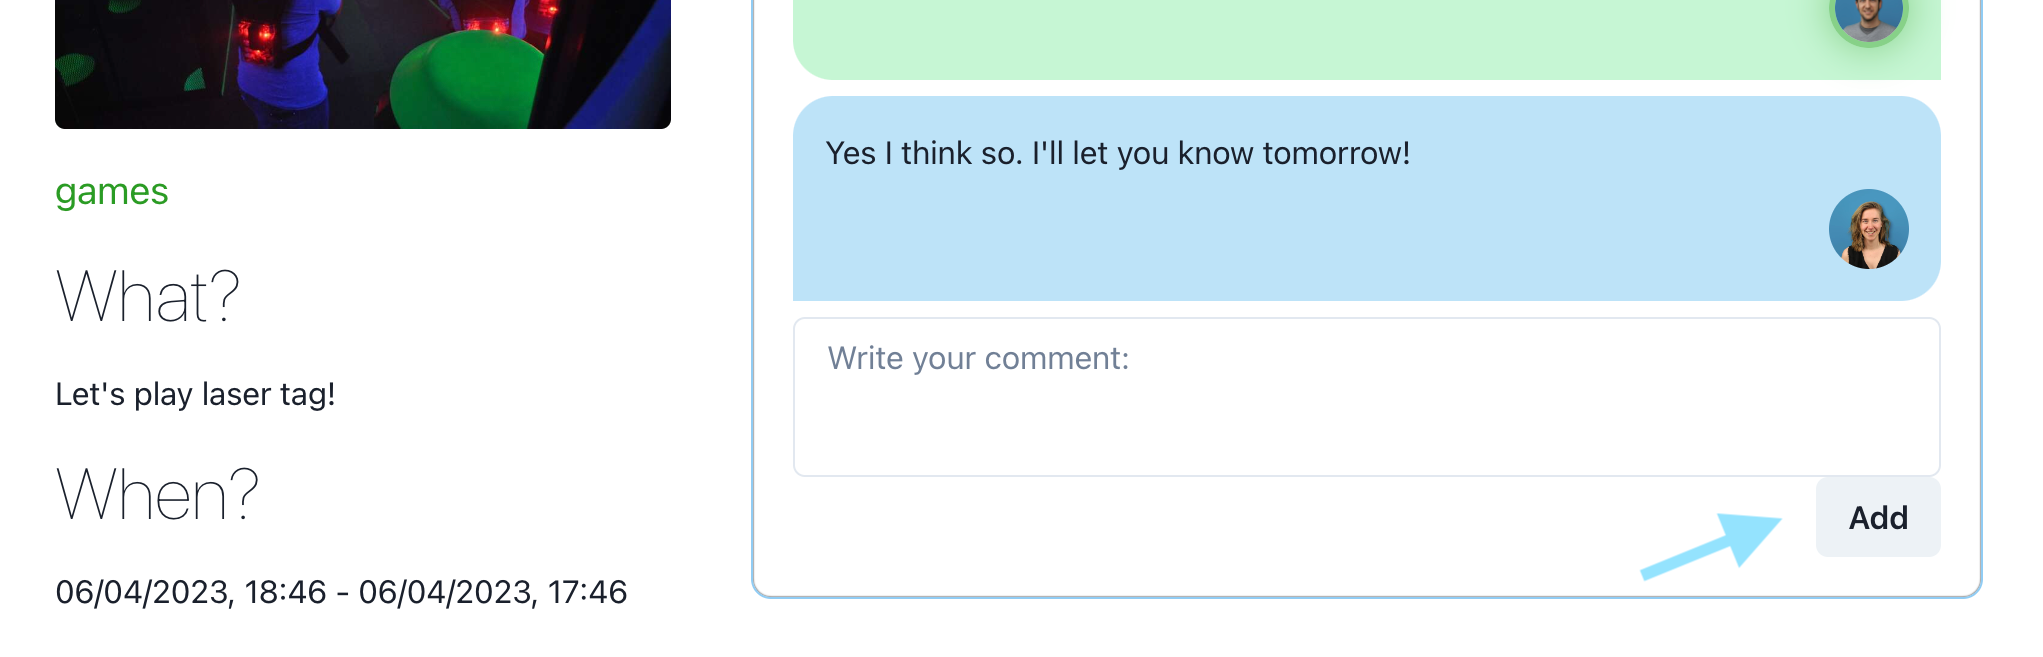 games
What?
Let's play laser tag!
When?
06/04/2023, 18:46 - 06/04/2023, 17:46
Yes I think so. I'll let you know tomorrow!
Write your comment:
Add